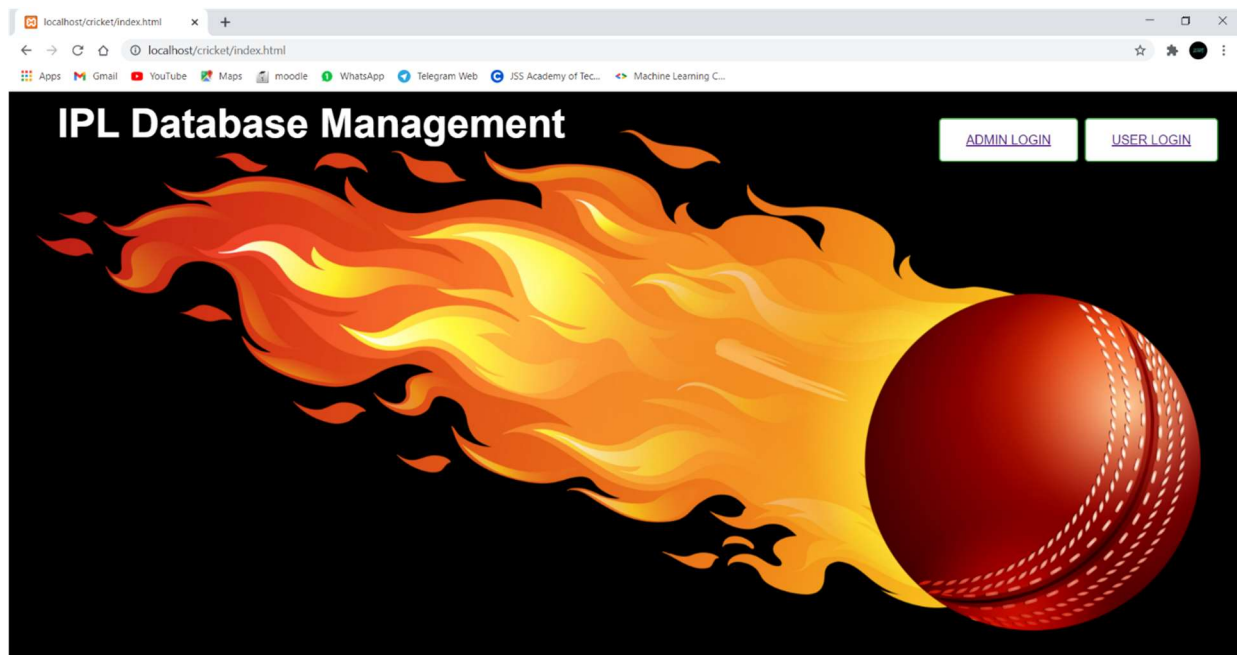 localhost/cricket/index.html
localhost/cricket/index.html
Apps Gmail YouTube Maps moodle WhatsApp Telegram Web JSS Academy of Tec... Machine Learning C...
IPL Database Management
ADMIN LOGIN USER LOGIN